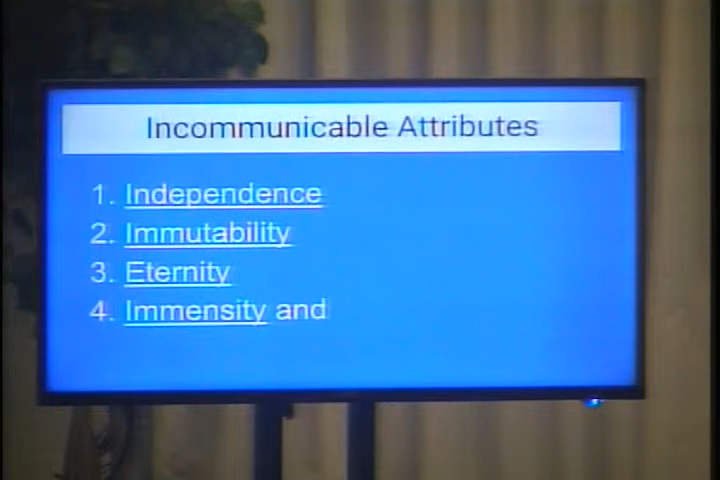 Incommunicable Attributes
1. Independence
2. Immutability
3. Eternity
4. Immensity and